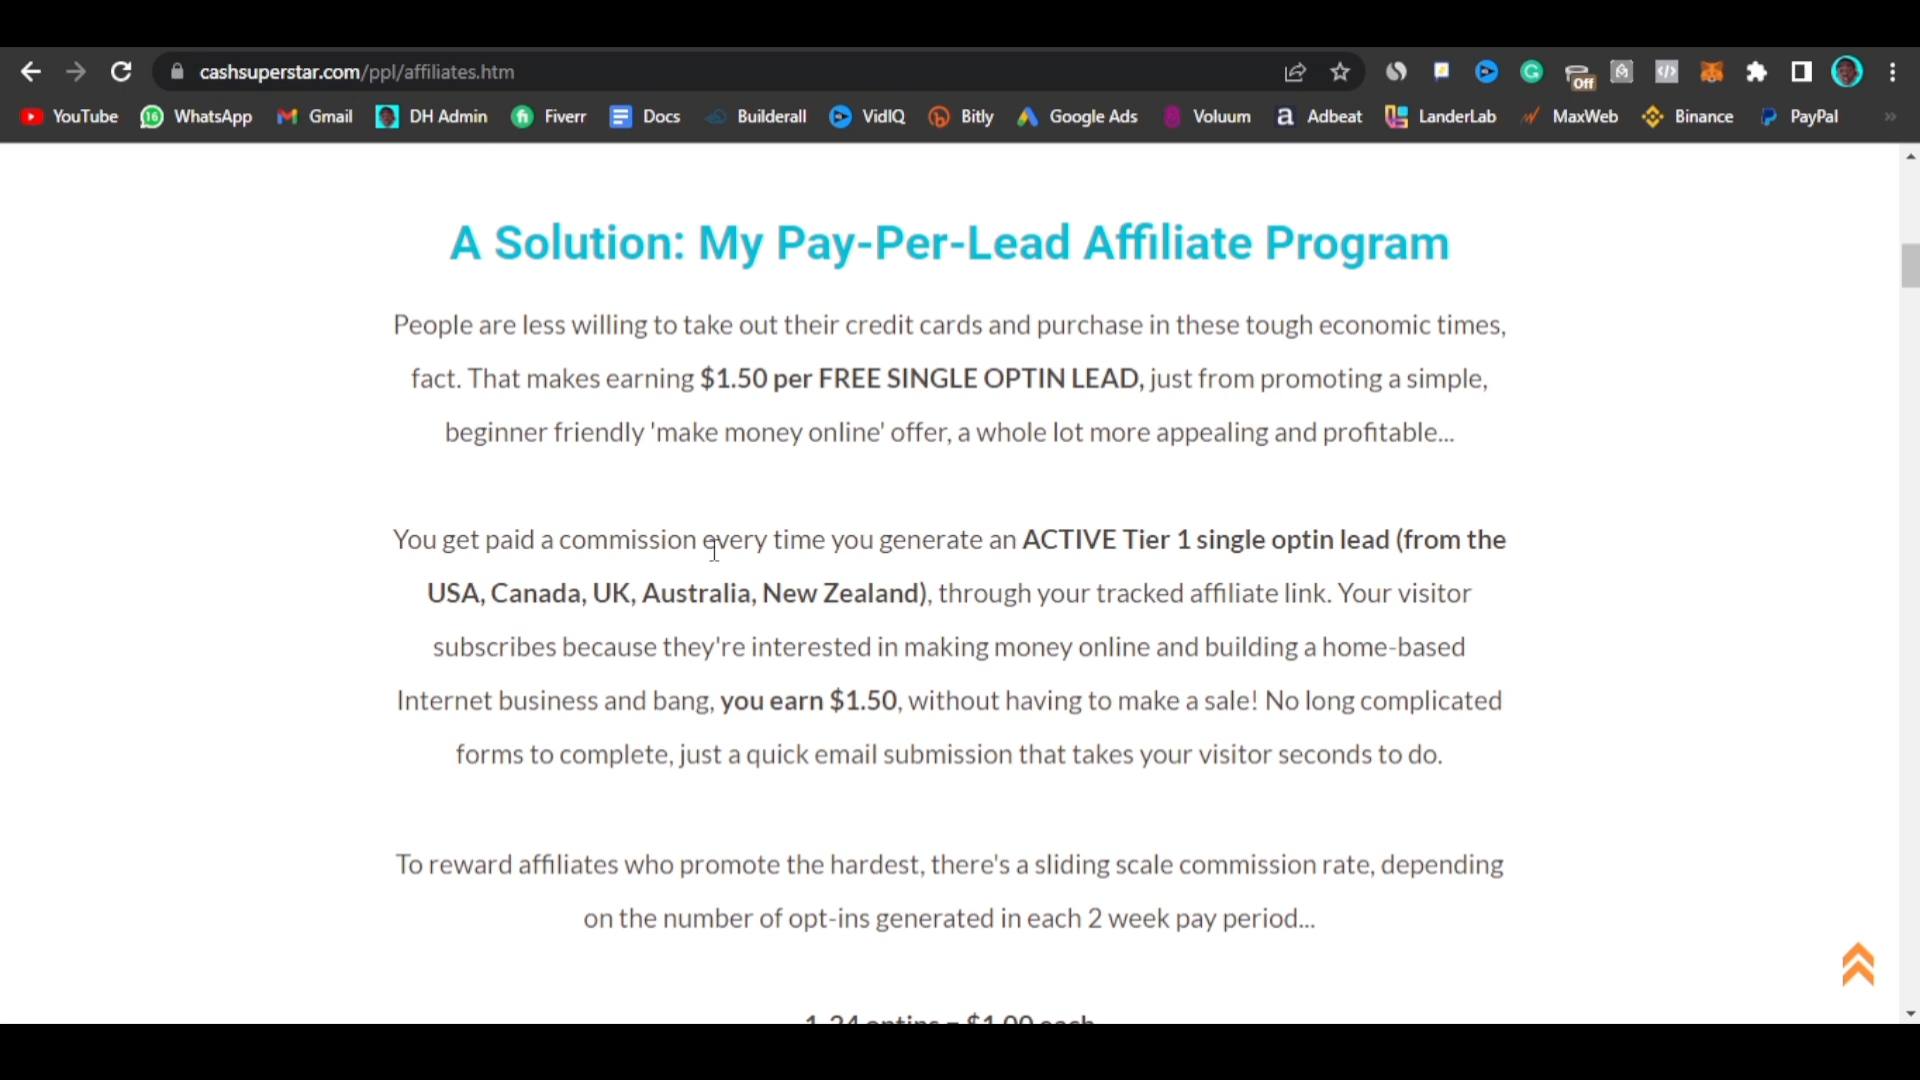 cashsuperstar.com/ppl/affiliates.htm
Off
YouTube WhatsApp Gmail DH Admin Fiverr Docs Builderall VidIQ Bitly Google Ads Voluum Adbeat LanderLab MaxWeb Binance PayPal
A Solution: My Pay-Per-Lead Affiliate Program
People are less willing to take out their credit cards and purchase in these tough economic times,
fact. That makes earning $1.50 per FREE SINGLE OPTIN LEAD, just from promoting a simple,
beginner friendly 'make money online' offer, a whole lot more appealing and profitable...
You get paid a commission every time you generate an ACTIVE Tier 1 single optin lead (from the
USA, Canada, UK, Australia, New Zealand), through your tracked affiliate link. Your visitor
subscribes because they're interested in making money online and building a home-based
Internet business and bang, you earn $1.50, without having to make a sale! No long complicated
forms to complete, just a quick email submission that takes your visitor seconds to do.
To reward affiliates who promote the hardest, there's a sliding scale commission rate, depending
on the number of opt-ins generated in each 2 week pay period...
1-24 optins = $1.00 each